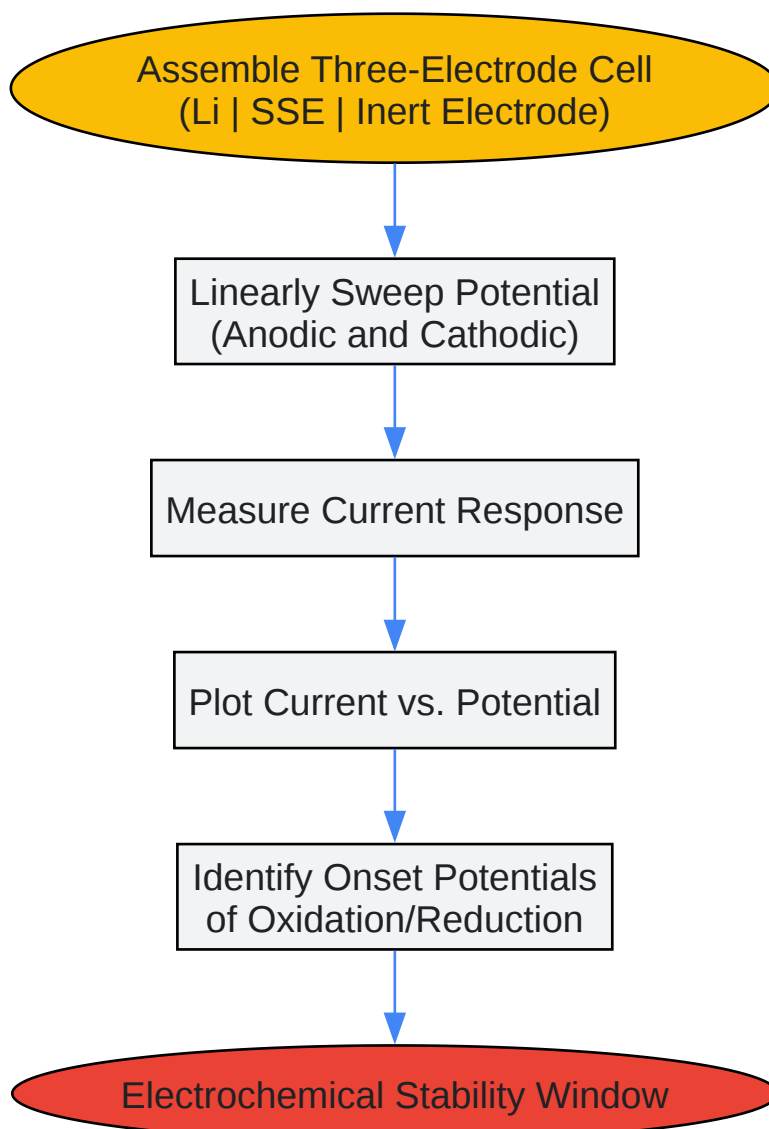 Assemble Three-Electrode Cell
(Li | SSE | Inert Electrode)
Linearly Sweep Potential
(Anodic and Cathodic)
Measure Current Response
Plot Current vs. Potential
Identify Onset Potentials
of Oxidation/Reduction
Electrochemical Stability Window